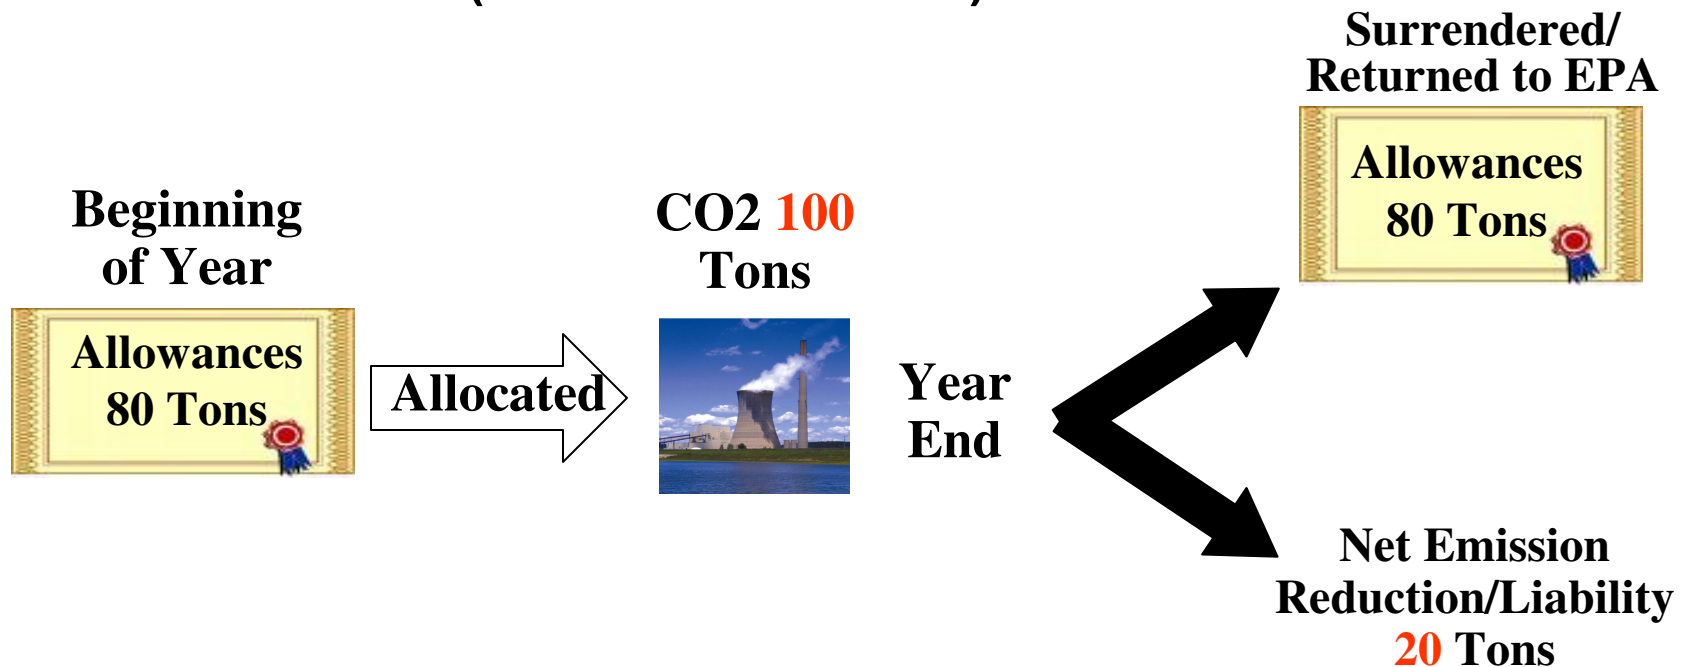 Beginning
of Year
Allowances
80 Tons
Allocated
CO2 100
Tons
Year
End
Surrendered/
Returned to EPA
Allowances
80 Tons
Net Emission
Reduction/Liability
20 Tons